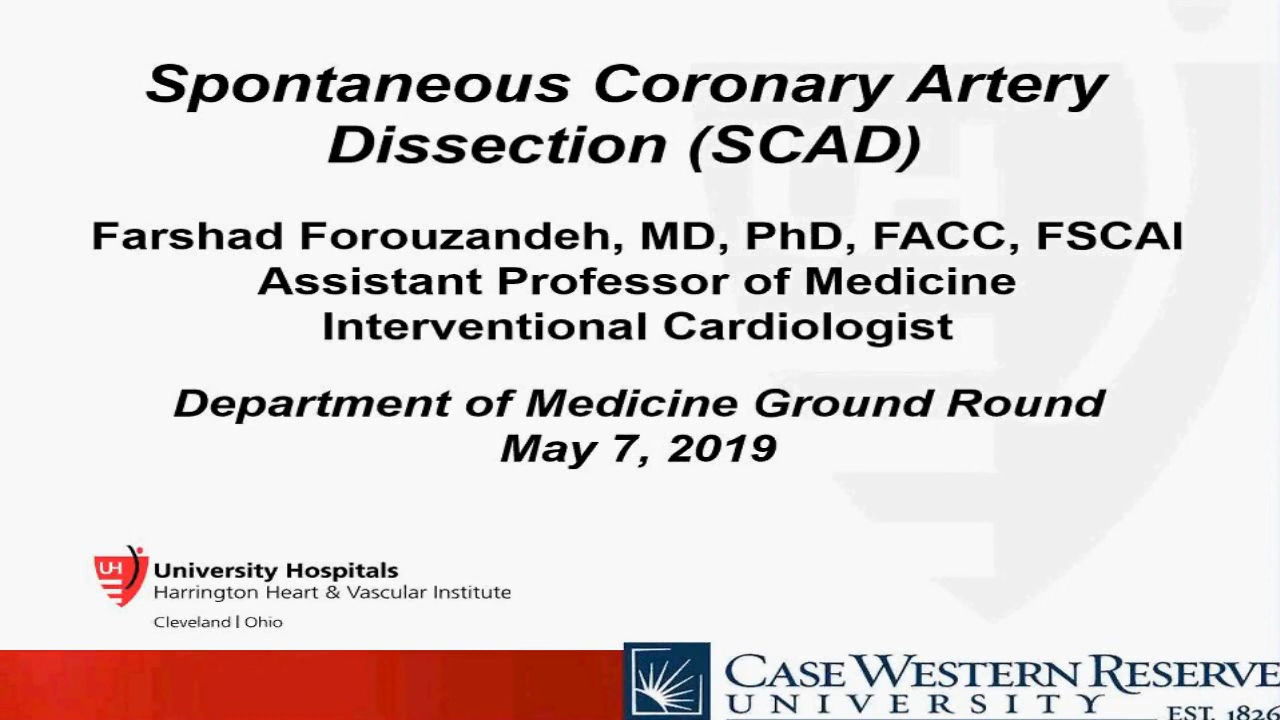 Spontaneous Coronary Artery
Dissection (SCAD)
Farshad Forouzandeh, MD, PhD, FACC, FSCAI
Assistant Professor of Medicine
Interventional Cardiologist
Department of Medicine Ground Round
May 7, 2019
UH
University Hospitals
Harrington Heart & Vascular Institute
Cleveland | Ohio
CASE WESTERN RESERVE
UNIVERSITY
EST. 1826